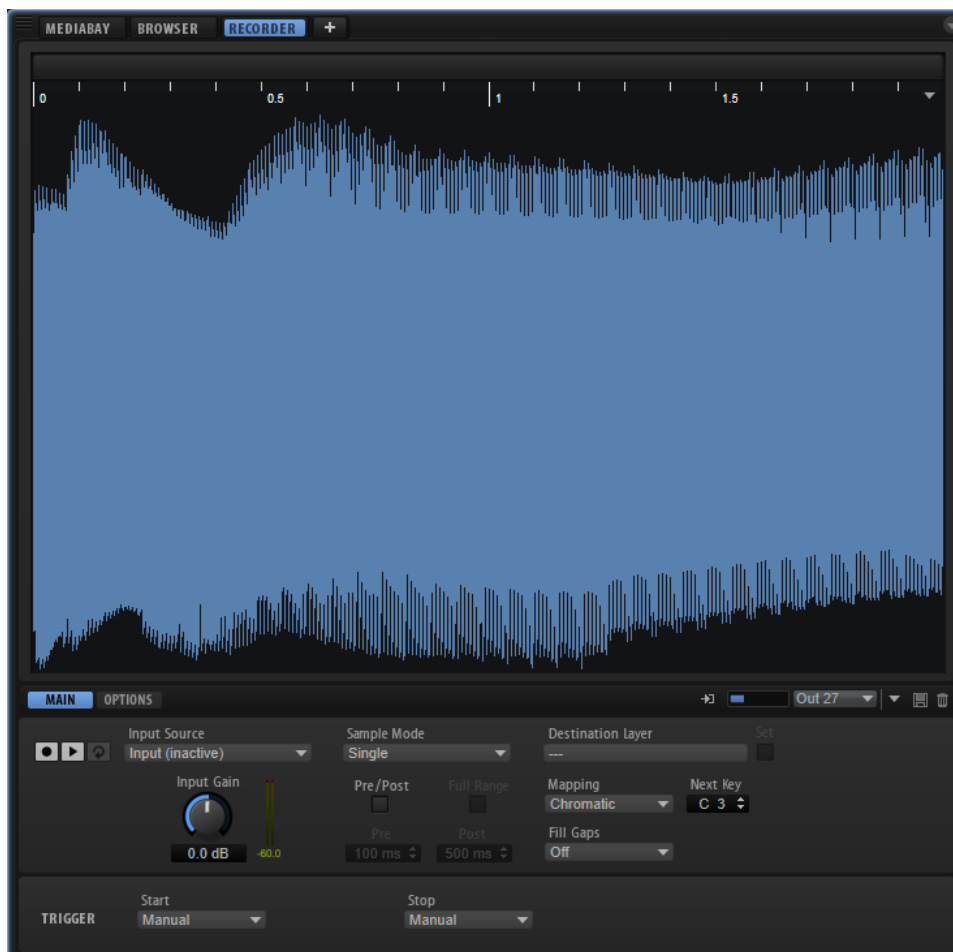 MEDIABAY BROWSER RECORDER +
0 0.5 1 1.5
MAIN OPTIONS Out 27
Input Source Sample Mode Destination Layer Set
Input (inactive) Single ---
Input Gain Pre/Post Full Range Mapping Next Key
Chromatic C 3
Pre Post Fill Gaps
0.0 dB -60.0 100 ms 500 ms Off
Start Stop
TRIGGER Manual Manual